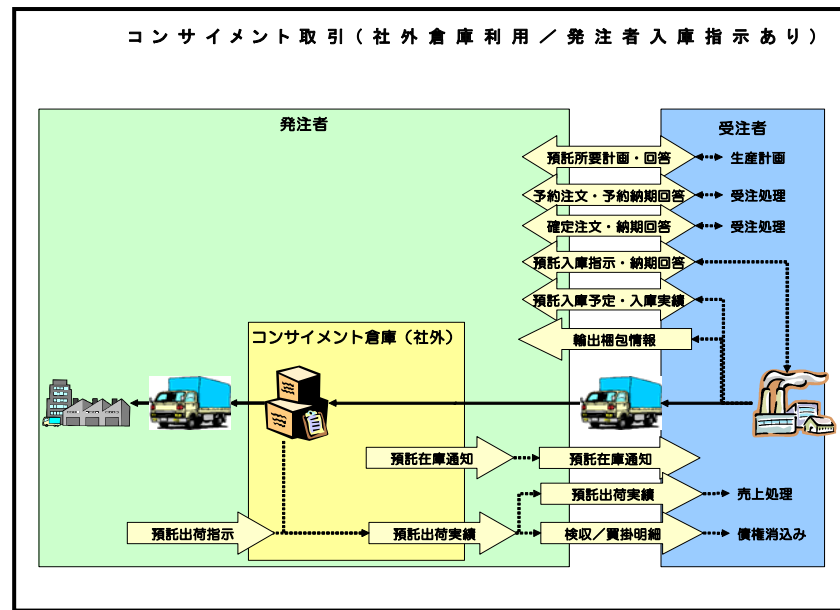 コンサイメント取引(社外倉庫利用/発注者入庫指示あり)
発注者
受注者
預託所要計画・回答
生産計画
予約注文・予約納期回答
受注処理
確定注文・納期回答
受注処理
預託入庫指示・納期回答
預託入庫予定・入庫実績
コンサイメント倉庫(社外)
輸出梱包情報
預託在庫通知
預託在庫通知
預託出荷実績
売上処理
預託出荷指示
預託出荷実績
検収/買掛明細
債権消込み